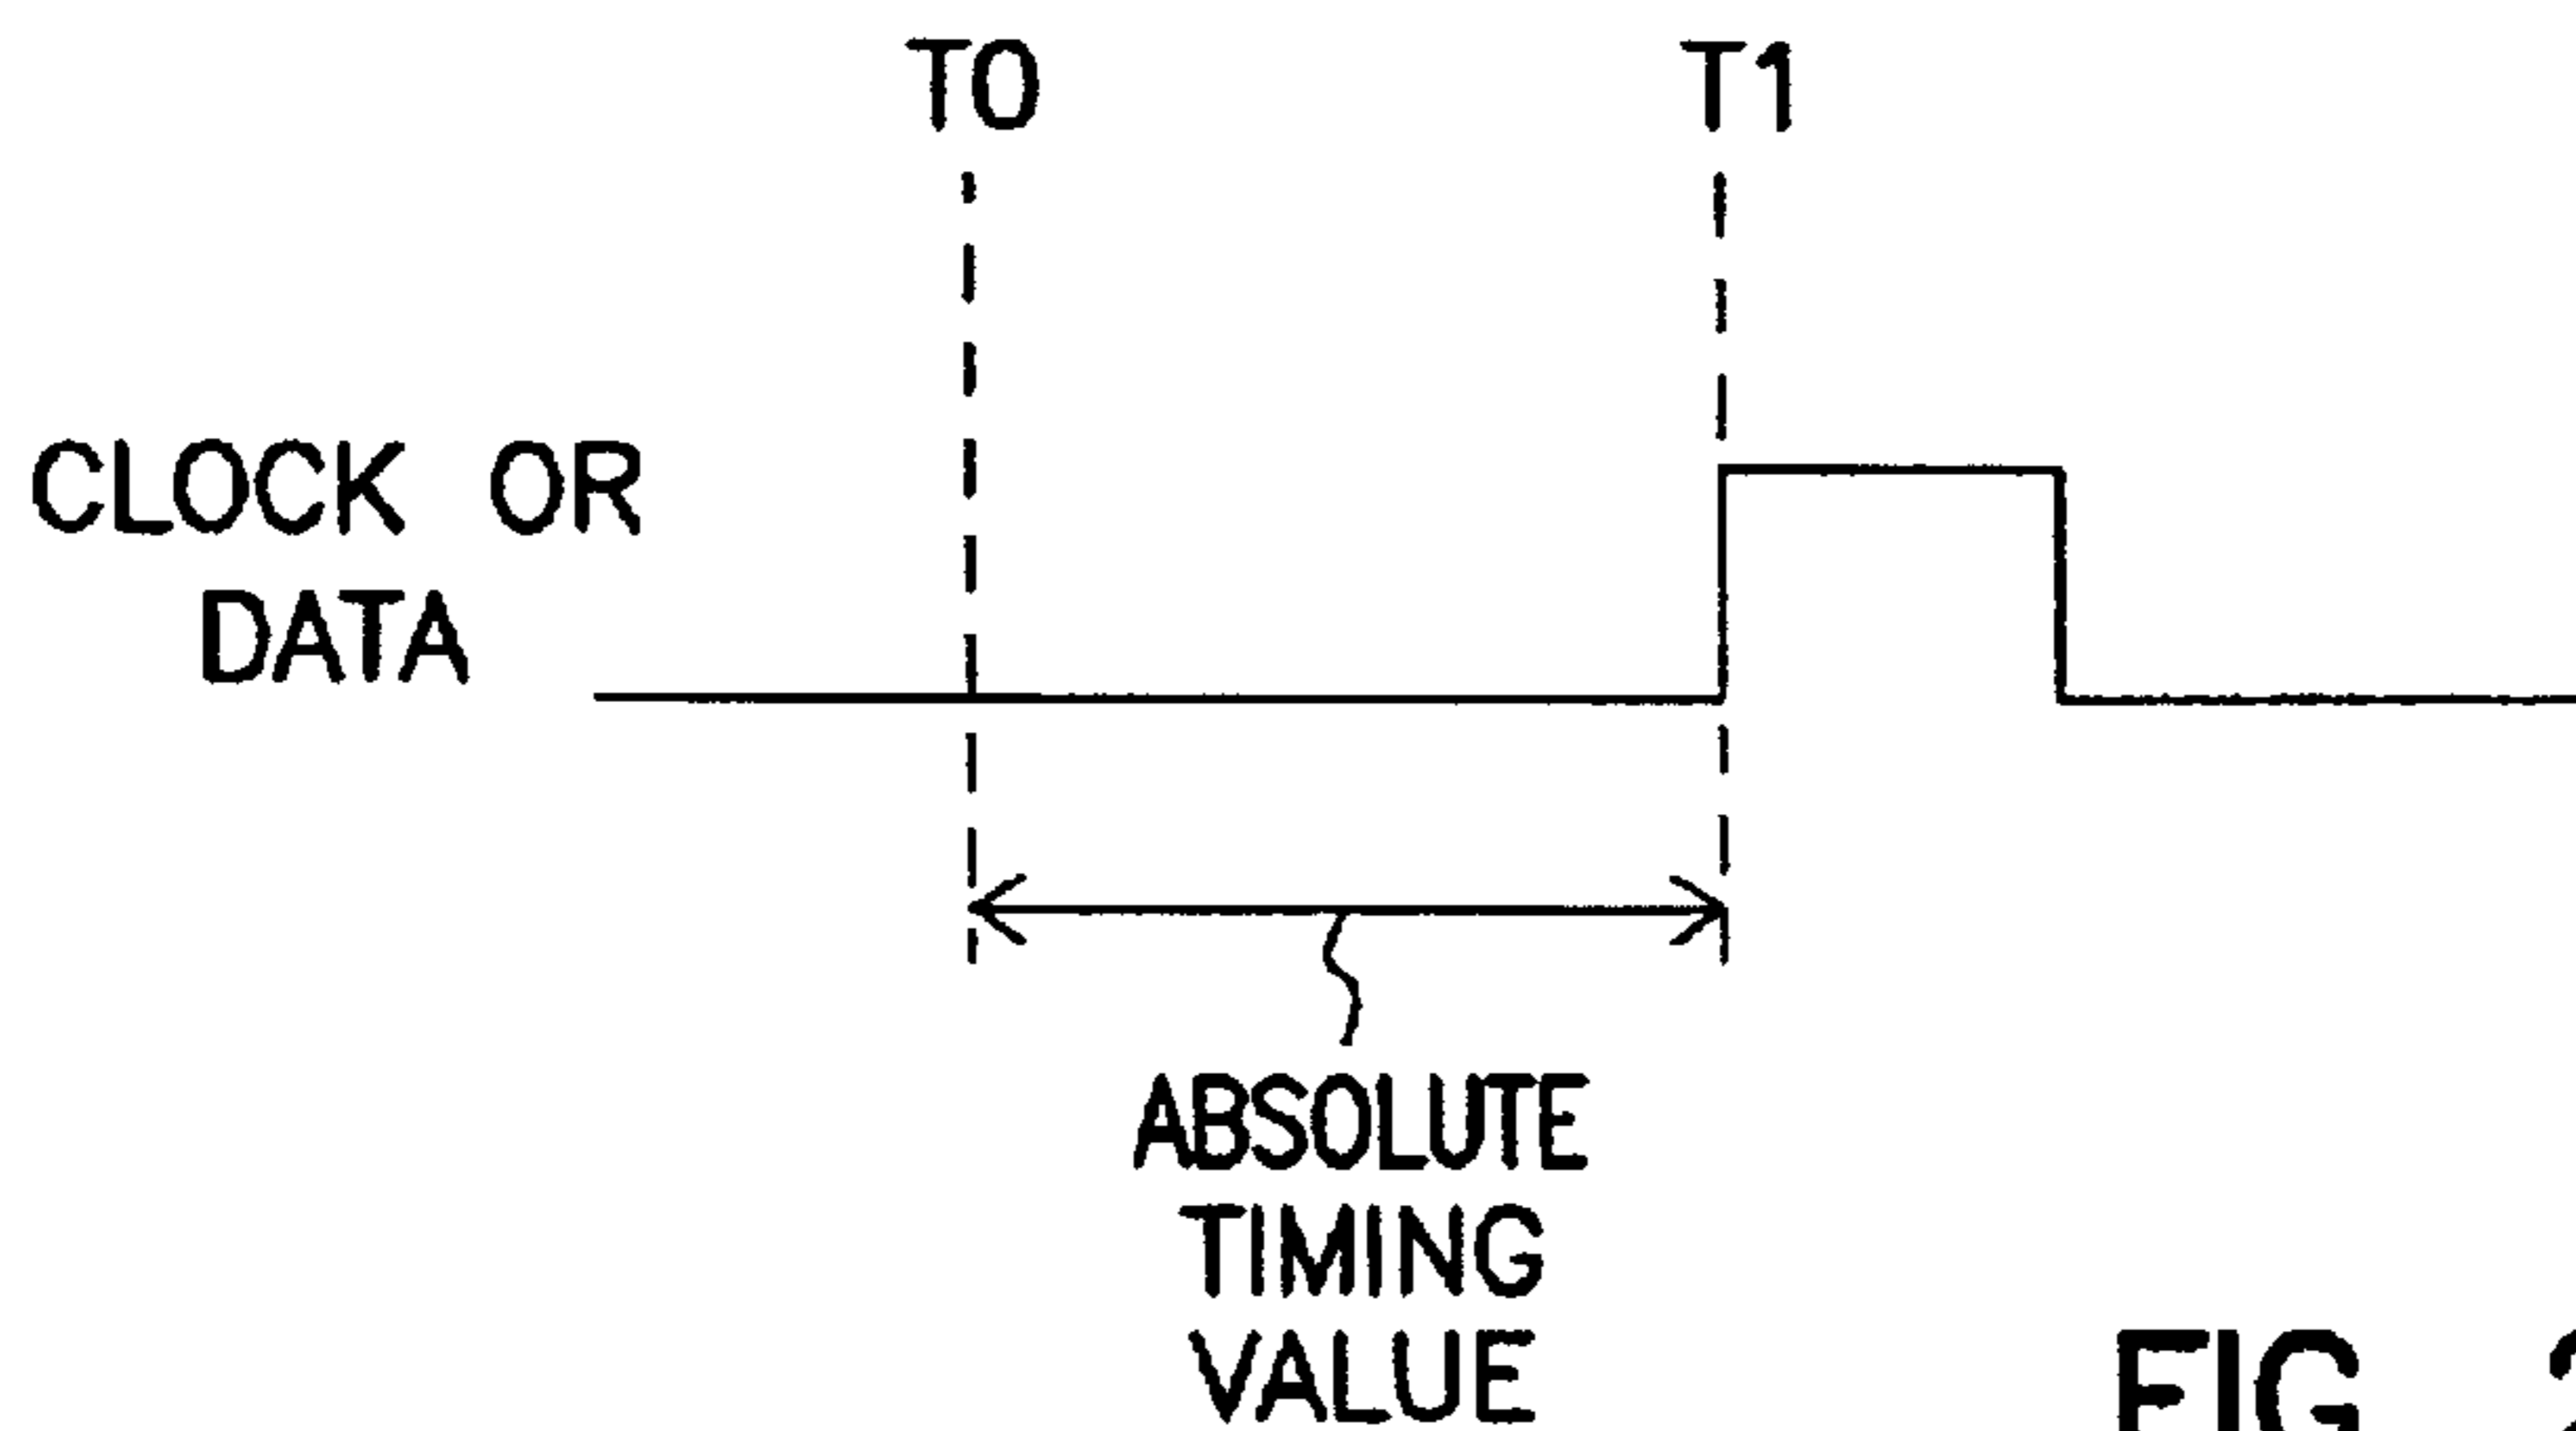 T0 T1
CLOCK OR
DATA
ABSOLUTE
TIMING
VALUE
FIG